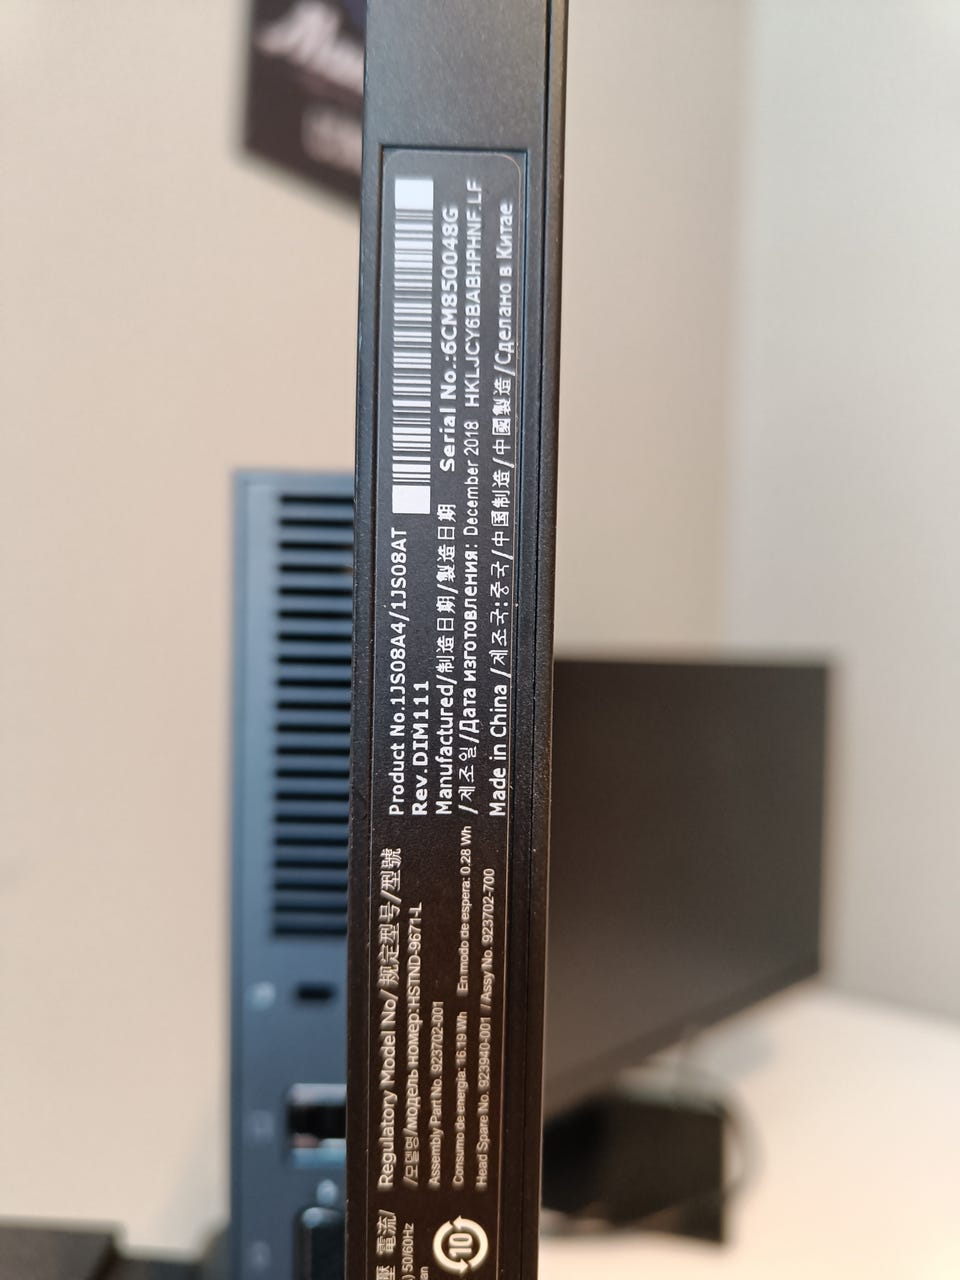 Product No.1JS08A4/1JS08AT
Rev.DIM111
Manufactured/制造日期/製造日期 Serial No.:6CM850048G
/제조일/Дата изготовления: December 2018 HKLJCY6BABHPHNF.LF
Made in China /제조국:중국/中国制造/中國製造/Сделано в Китае
Regulatory Model No/规定型号/型號
/모델명/модель номер:HSTND-9671-L
Assembly Part No. 923702-001
Consumo de energia: 16.19 Wh En modo de espera: 0.28 Wh
Head Spare No. 923940-001 / Assy No. 923702-700
電流/
) 50/60Hz
10